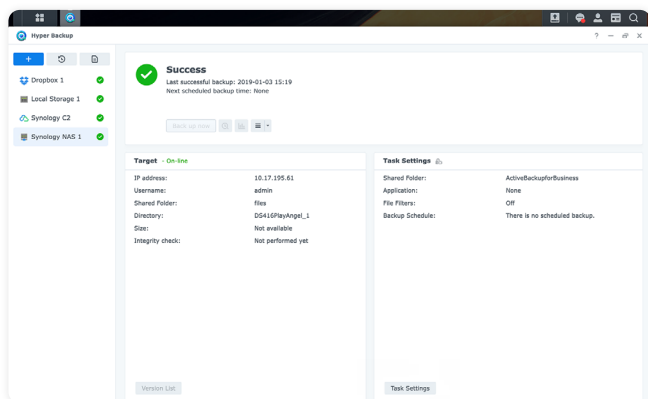 Hyper Backup
?
Dropbox 1
Local Storage 1
Synology C2
Synology NAS 1
Success
Last successful backup: 2019-01-03 15:19
Next scheduled backup time: None
Back up now
Target - On-line
IP address: 10.17.195.61
Username: admin
Shared Folder: files
Directory: DS416PlayAngel_1
Size: Not available
Integrity check: Not performed yet
Version List
Task Settings
Shared Folder: ActiveBackupforBusiness
Application: None
File Filters: Off
Backup Schedule: There is no scheduled backup.
Task Settings